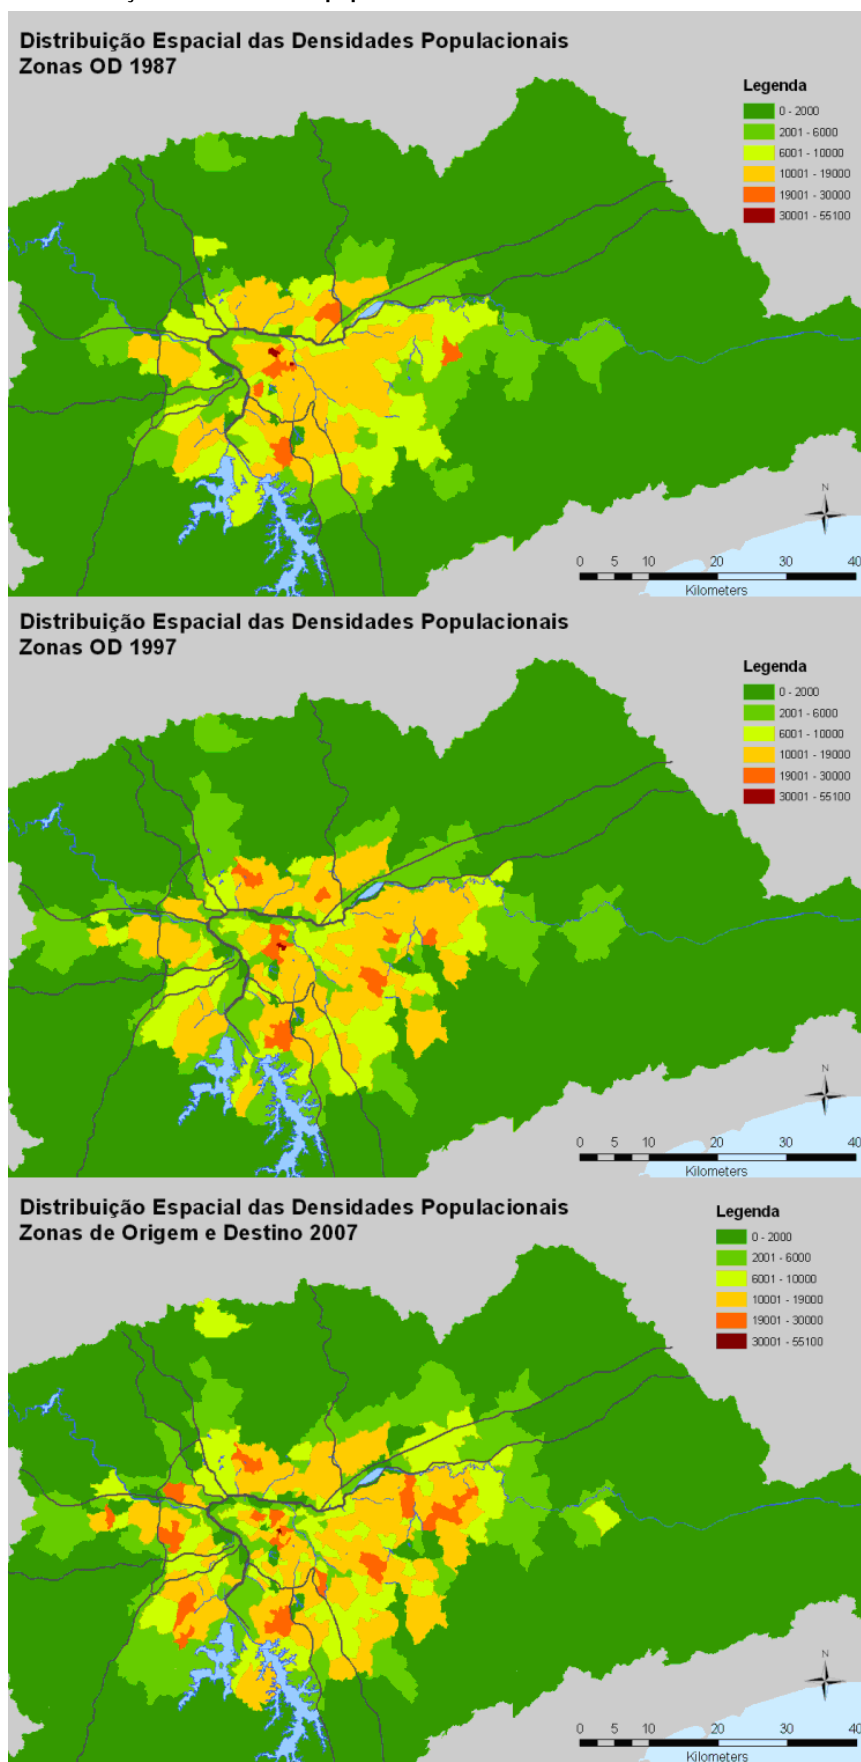 Distribuição Espacial das Densidades Populacionais
Zonas OD 1987
Legenda
0 - 2000
2001 - 6000
6001 - 10000
10001 - 19000
19001 - 30000
30001 - 55100
N
0 5 10 20 30 40
Kilometers
Distribuição Espacial das Densidades Populacionais
Zonas OD 1997
Legenda
0 - 2000
2001 - 6000
6001 - 10000
10001 - 19000
19001 - 30000
30001 - 55100
N
0 5 10 20 30 40
Kilometers
Distribuição Espacial das Densidades Populacionais
Zonas de Origem e Destino 2007
Legenda
0 - 2000
2001 - 6000
6001 - 10000
10001 - 19000
19001 - 30000
30001 - 55100
N
0 5 10 20 30 40
Kilometers